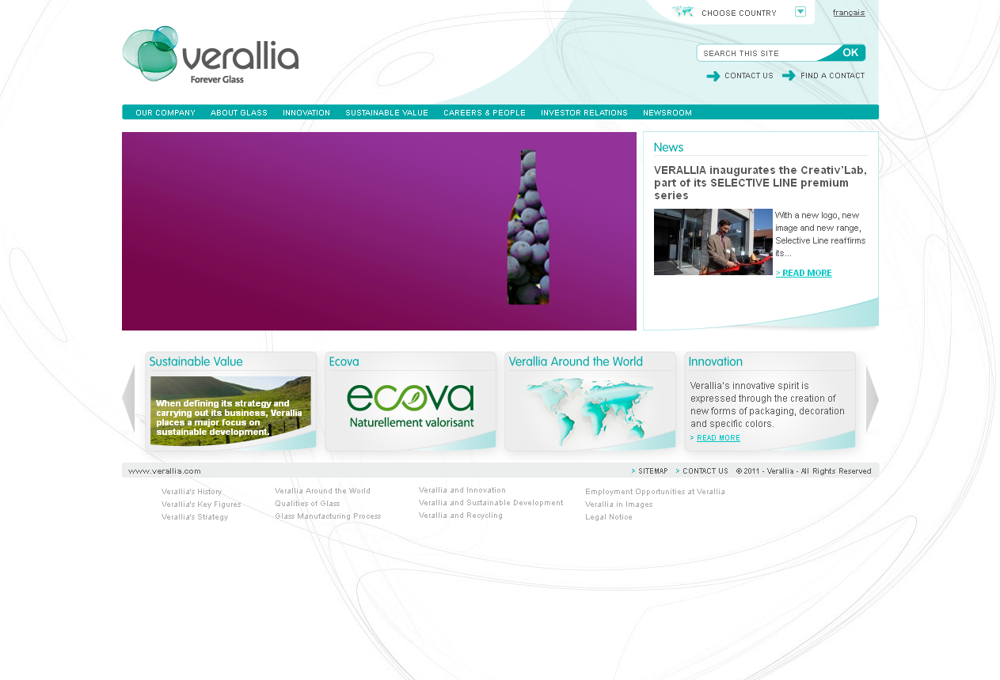 CHOOSE COUNTRY
français
verallia
Forever Glass
SEARCH THIS SITE
OK
CONTACT US
FIND A CONTACT
OUR COMPANY ABOUT GLASS INNOVATION SUSTAINABLE VALUE CAREERS & PEOPLE INVESTOR RELATIONS NEWSROOM
News
VERALLIA inaugurates the Creativ'Lab,
part of its SELECTIVE LINE premium
series
With a new logo, new
image and new range,
Selective Line reaffirms
its...
> READ MORE
Sustainable Value
When defining its strategy and
carrying out its business, Verallia
places a major focus on
sustainable development.
Ecova
ecova
Naturellement valorisant
Verallia Around the World
Innovation
Verallia's innovative spirit is
expressed through the creation of
new forms of packaging, decoration
and specific colors.
> READ MORE
www.verallia.com
> SITEMAP > CONTACT US © 2011 - Verallia - All Rights Reserved
Verallia's History
Verallia's Key Figures
Verallia's Strategy
Verallia Around the World
Qualities of Glass
Glass Manufacturing Process
Verallia and Innovation
Verallia and Sustainable Development
Verallia and Recycling
Employment Opportunities at Verallia
Verallia in Images
Legal Notice